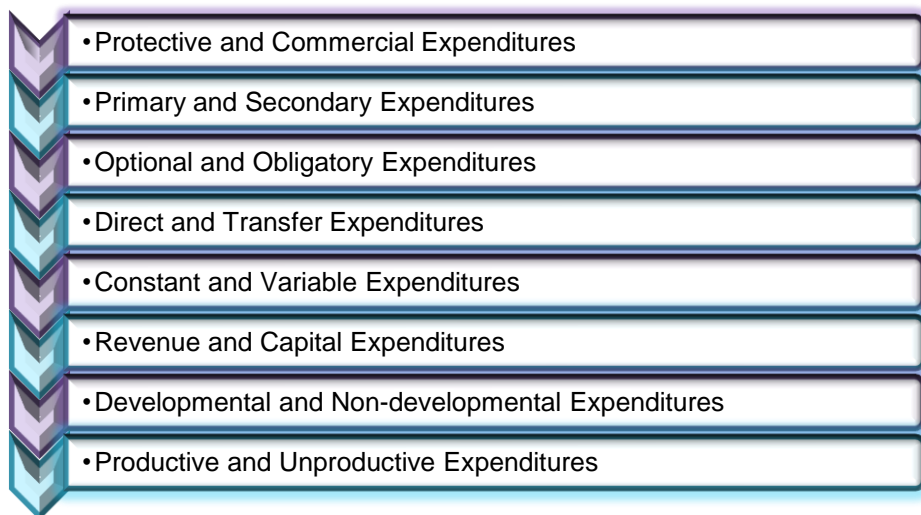 •Protective and Commercial Expenditures
•Primary and Secondary Expenditures
•Optional and Obligatory Expenditures
•Direct and Transfer Expenditures
•Constant and Variable Expenditures
•Revenue and Capital Expenditures
•Developmental and Non-developmental Expenditures
•Productive and Unproductive Expenditures